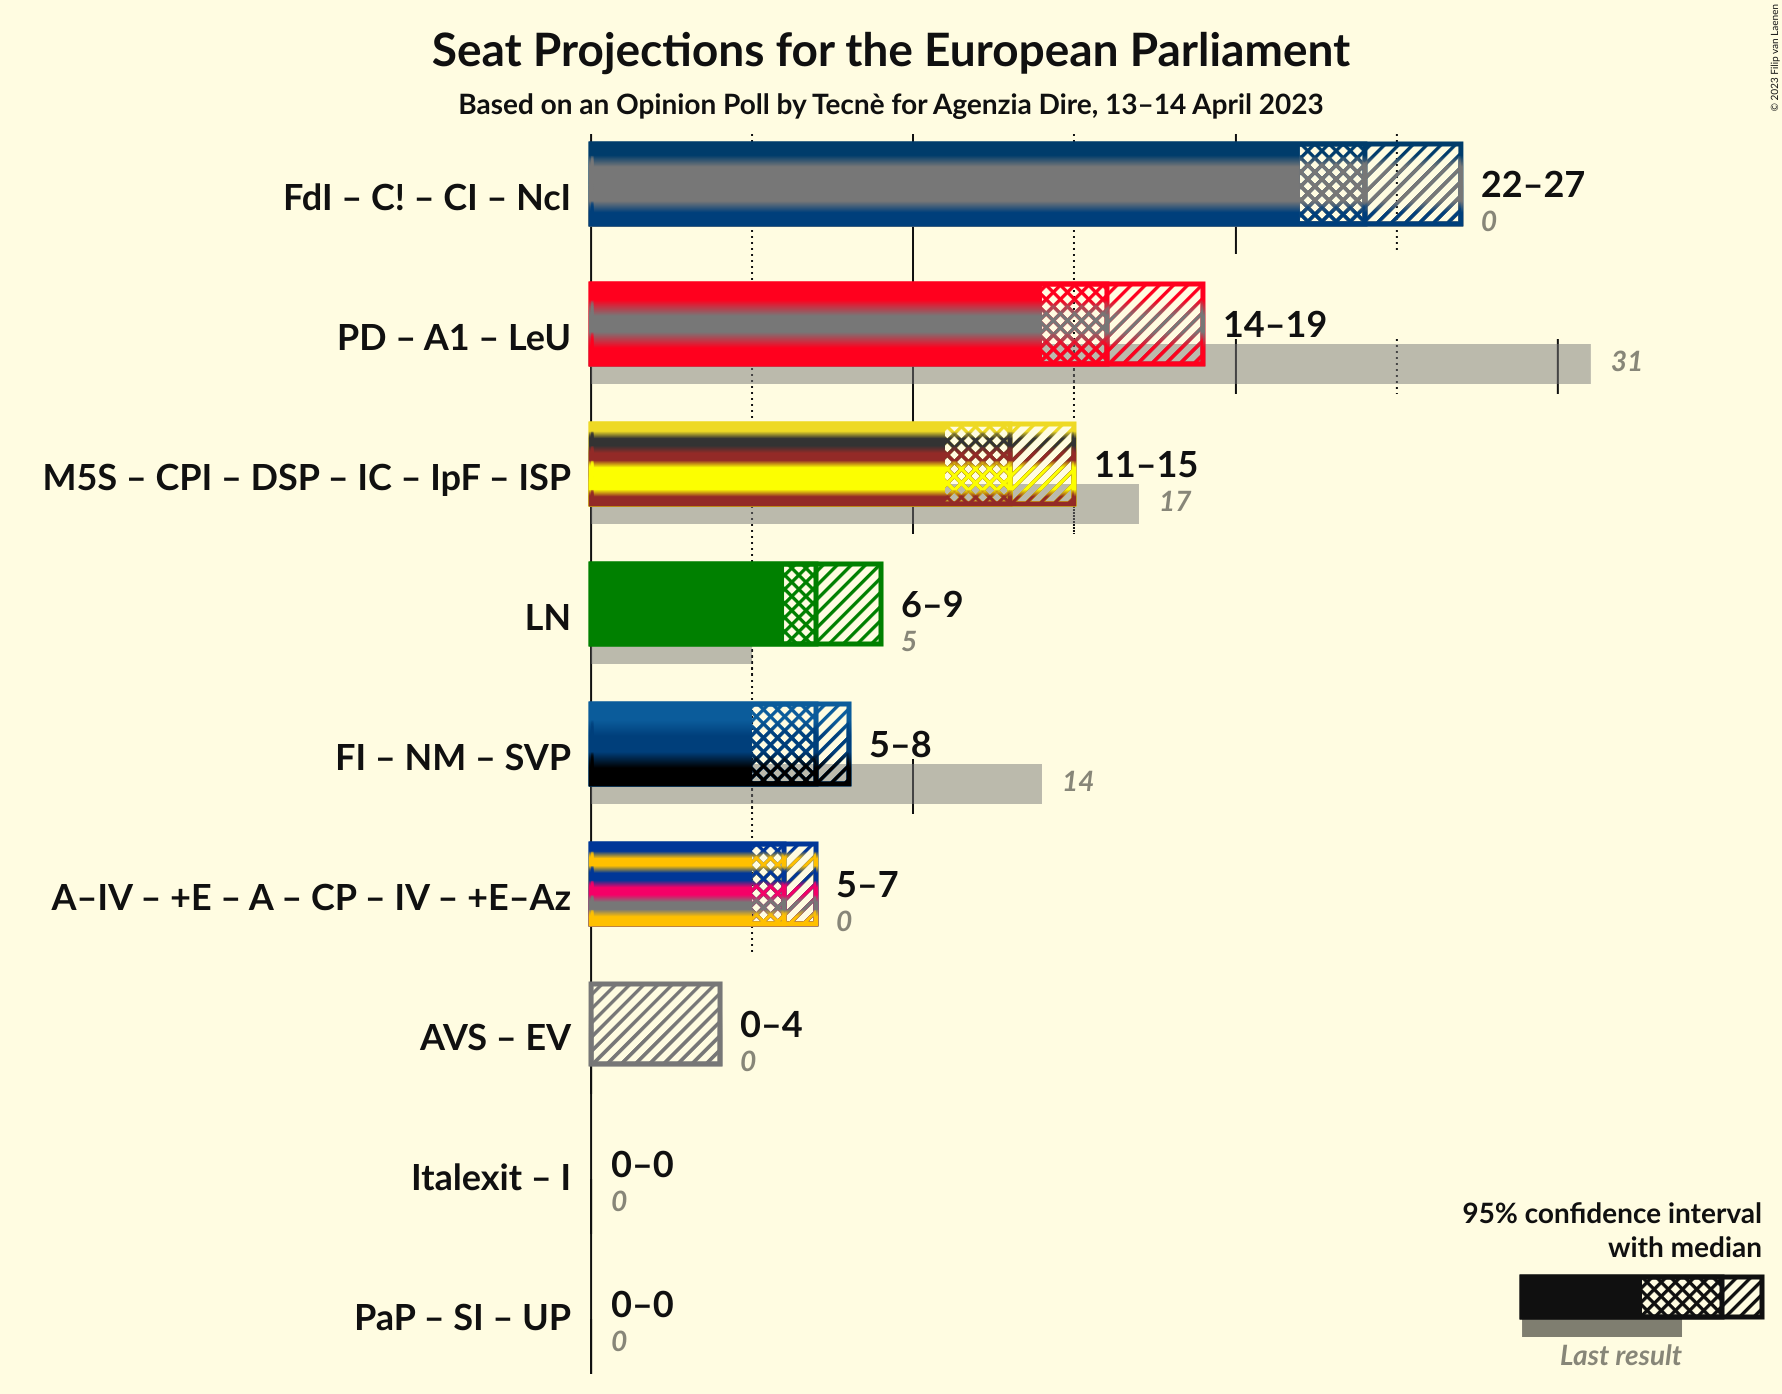 Seat Projections for the European Parliament
Based on an Opinion Poll by Tecnè for Agenzia Dire, 13–14 April 2023
© 2023 Filip van Laenen
FdI – C! – CI – NcI
22–27
0
PD – A1 – LeU
14–19
31
M5S – CPI – DSP – IC – IpF – ISP
11–15
17
LN
6–9
5
FI – NM – SVP
5–8
14
A–IV – +E – A – CP – IV – +E–Az
5–7
0
AVS – EV
0–4
0
Italexit – I
0–0
0
PaP – SI – UP
0–0
0
95% confidence interval
with median
Last result